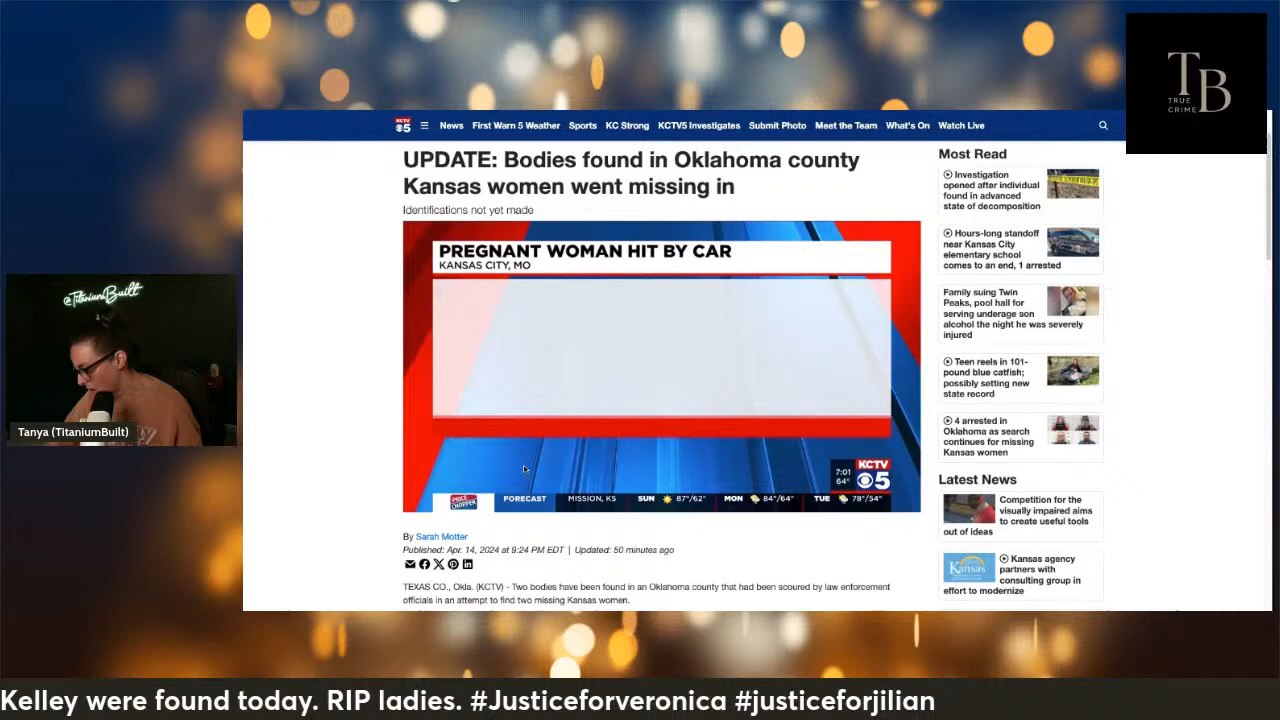 TB
TRUE
CRIME
KCTV
5
News First Warn 5 Weather Sports KC Strong KCTV5 Investigates Submit Photo Meet the Team What's On Watch Live
UPDATE: Bodies found in Oklahoma county
Kansas women went missing in
Identifications not yet made
PREGNANT WOMAN HIT BY CAR
KANSAS CITY, MO
7:01
64°
KCTV
5
PRICE
CHOPPER
FORECAST MISSION, KS SUN 87°/62° MON 84°/64° TUE 78°/54°
By Sarah Motter
Published: Apr. 14, 2024 at 9:24 PM EDT | Updated: 50 minutes ago
TEXAS CO., Okla. (KCTV) - Two bodies have been found in an Oklahoma county that had been scoured by law enforcement
officials in an attempt to find two missing Kansas women.
Most Read
Investigation
opened after individual
found in advanced
state of decomposition
Hours-long standoff
near Kansas City
elementary school
comes to an end, 1 arrested
Family suing Twin
Peaks, pool hall for
serving underage son
alcohol the night he was severely
injured
Teen reels in 101-
pound blue catfish;
possibly setting new
state record
4 arrested in
Oklahoma as search
continues for missing
Kansas women
Latest News
Competition for the
visually impaired aims
to create useful tools
out of ideas
Kansas
Kansas agency
partners with
consulting group in
effort to modernize
@TitaniumBuilt
Tanya (TitaniumBuilt)
Kelley were found today. RIP ladies. #Justiceforveronica #justiceforjilian